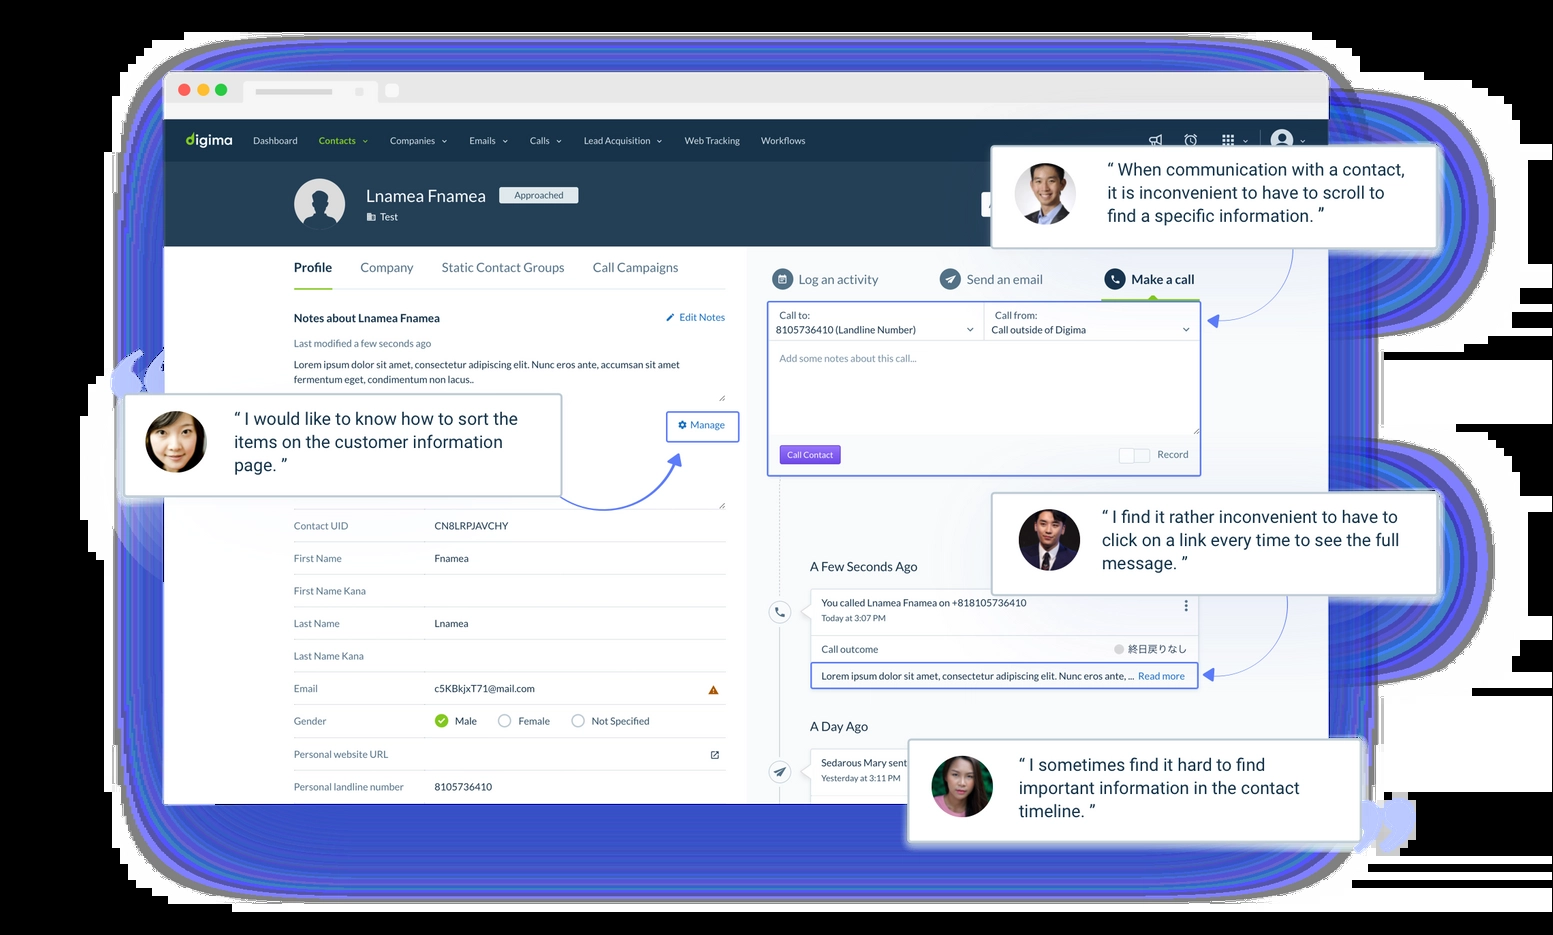 digima
Dashboard
Contacts
Companies
Emails
Calls
Lead Acquisition
Web Tracking
Workflows
Lnamea Fnamea
Approached
Test
“ When communication with a contact,
it is inconvenient to have to scroll to
find a specific information. ”
Profile
Company
Static Contact Groups
Call Campaigns
Notes about Lnamea Fnamea
Edit Notes
Last modified a few seconds ago
Lorem ipsum dolor sit amet, consectetur adipiscing elit. Nunc eros ante, accumsan sit amet
fermentum eget, condimentum non lacus..
“ I would like to know how to sort the
items on the customer information
page. ”
Manage
Contact UID
CN8LRPJAVCHY
First Name
Fnamea
First Name Kana
Last Name
Lnamea
Last Name Kana
Email
c5KBkjxT71@mail.com
Gender
Male
Female
Not Specified
Personal website URL
Personal landline number
8105736410
Log an activity
Send an email
Make a call
Call to:
8105736410 (Landline Number)
Call from:
Call outside of Digima
Add some notes about this call...
Call Contact
Record
“ I find it rather inconvenient to have to
click on a link every time to see the full
message. ”
A Few Seconds Ago
You called Lnamea Fnamea on +818105736410
Today at 3:07 PM
Call outcome
終日戻りなし
Lorem ipsum dolor sit amet, consectetur adipiscing elit. Nunc eros ante, ... Read more
A Day Ago
Sedarous Mary sent
Yesterday at 3:11 PM
“ I sometimes find it hard to find
important information in the contact
timeline. ”